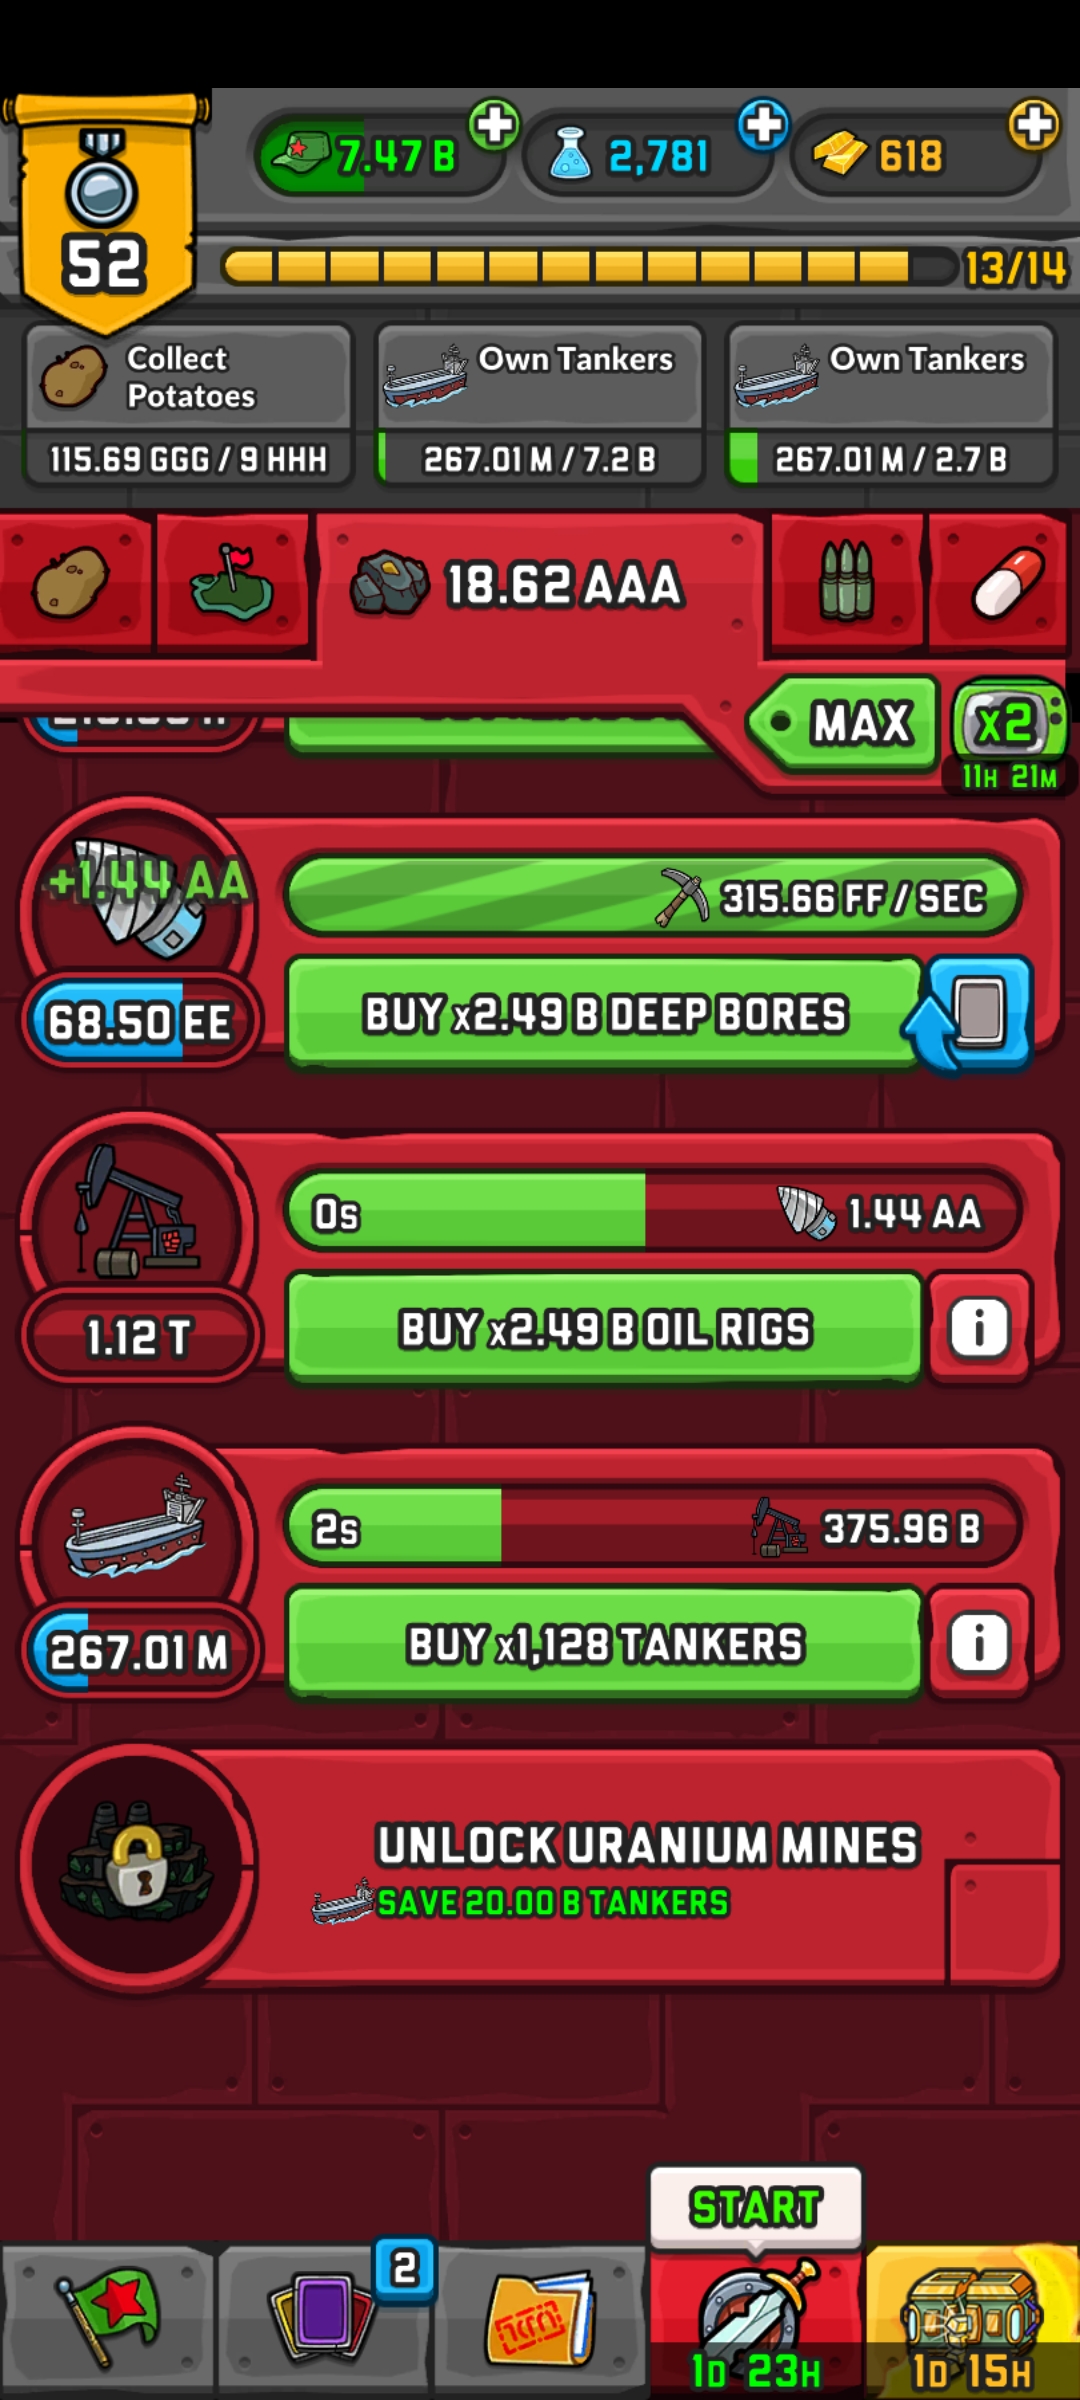 7.47 B
2,781
618
52
13/14
Collect
Potatoes
Own Tankers
Own Tankers
115.69 GGG / 9 HHH
267.01 M / 7.2 B
267.01 M / 2.7 B
18.62 AAA
MAX
x2
11H 21M
+1.44 AA
315.66 FF / SEC
68.50 EE
BUY x2.49 B DEEP BORES
0s
1.44 AA
1.12 T
BUY x2.49 B OIL RIGS
2s
375.96 B
267.01 M
BUY x1,128 TANKERS
UNLOCK URANIUM MINES
SAVE 20.00 B TANKERS
START
2
1D 23H
1D 15H